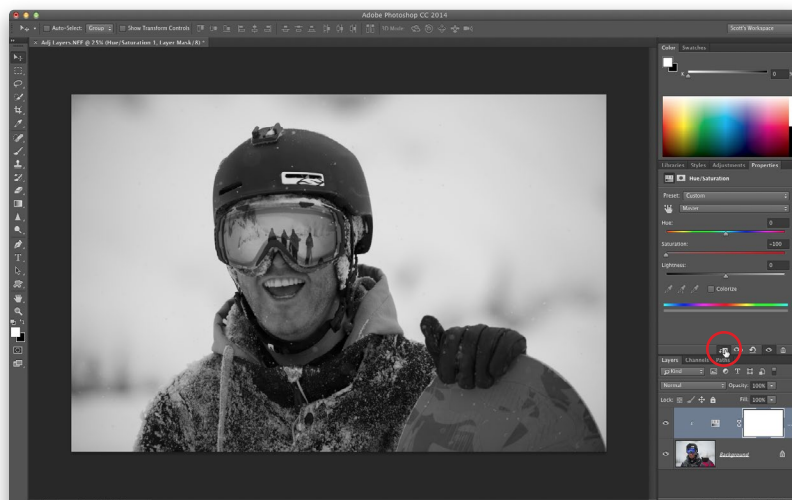 Adobe Photoshop CC 2014
Auto-Select: Group Show Transform Controls 3D Mode: Scott's Workspace
× Adj Layers.NEF @ 25% (Hue/Saturation 1, Layer Mask/8) *
Color Swatches
K 0 %
Libraries Styles Adjustments Properties
Hue/Saturation
Preset: Custom
Master
Hue: 0
Saturation: -100
Lightness: 0
Colorize
Layers Channels Paths
Kind T
Normal Opacity: 100%
Lock: Fill: 100%
Background